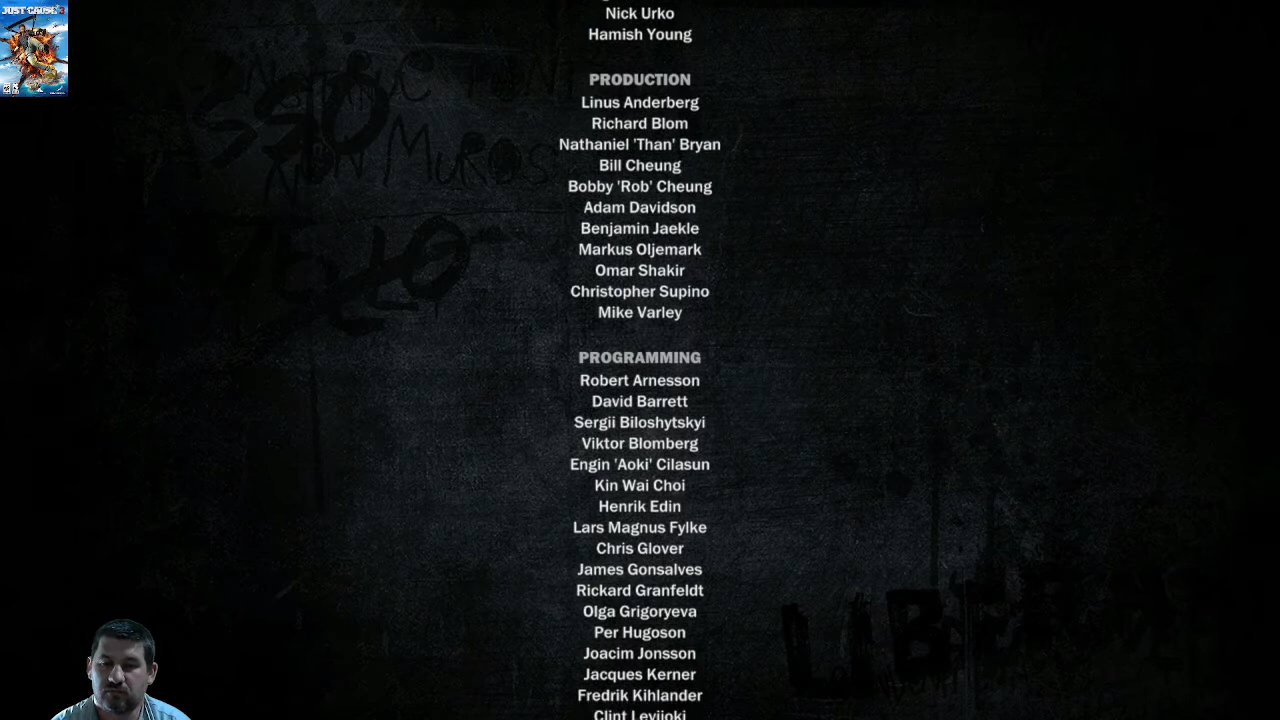 JUST CAUSE 3
Nick Urko
Hamish Young
PRODUCTION
Linus Anderberg
Richard Blom
Nathaniel 'Than' Bryan
Bill Cheung
Bobby 'Rob' Cheung
Adam Davidson
Benjamin Jaekle
Markus Oljemark
Omar Shakir
Christopher Supino
Mike Varley
PROGRAMMING
Robert Arnesson
David Barrett
Sergii Biloshytskyi
Viktor Blomberg
Engin 'Aoki' Cilasun
Kin Wai Choi
Henrik Edin
Lars Magnus Fylke
Chris Glover
James Gonsalves
Rickard Granfeldt
Olga Grigoryeva
Per Hugoson
Joacim Jonsson
Jacques Kerner
Fredrik Kihlander
Clint Levijoki